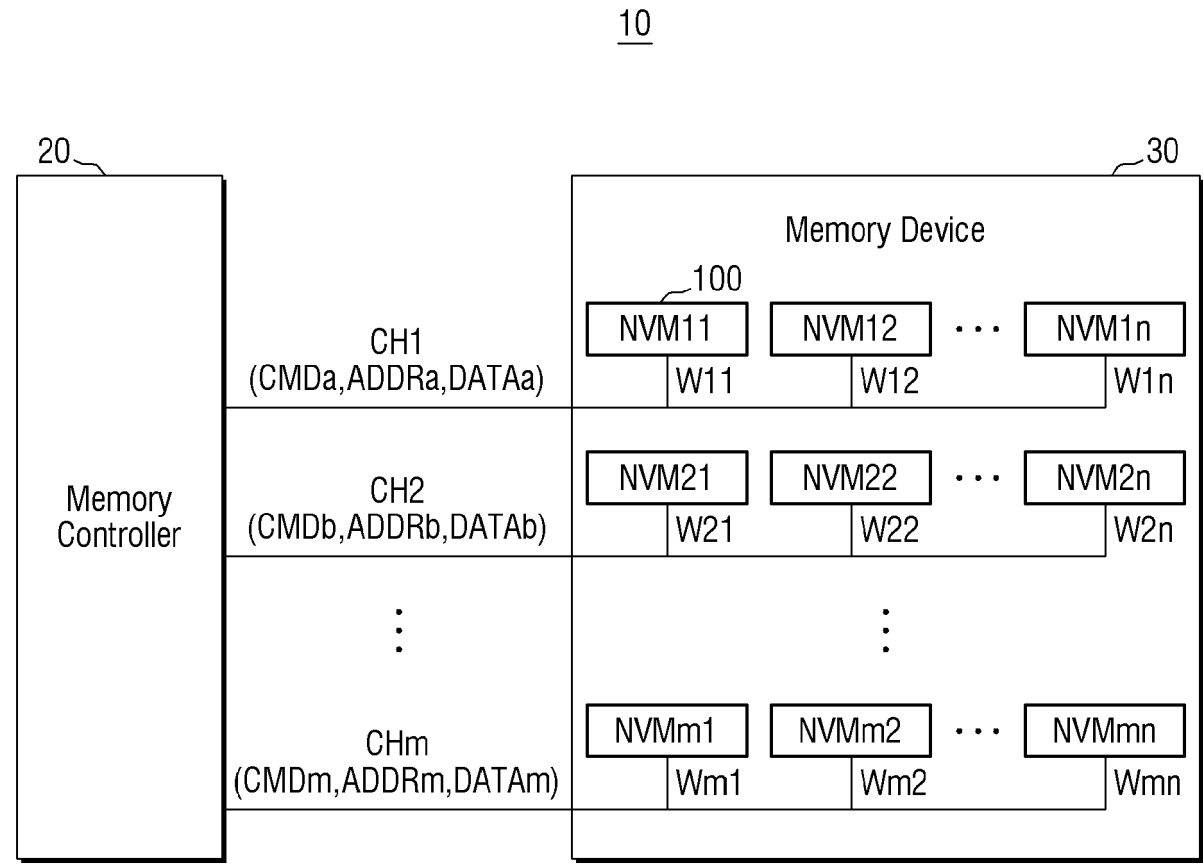 10
20
30
Memory Device
100
NVM11 NVM12 ... NVM1n
CH1
(CMDa,ADDRa,DATAa)
W11 W12 W1n
NVM21 NVM22 ... NVM2n
Memory
Controller
CH2
(CMDb,ADDRb,DATAb)
W21 W22 W2n
NVMm1 NVMm2 ... NVMmn
CHm
(CMDm,ADDRm,DATAm)
Wm1 Wm2 Wmn